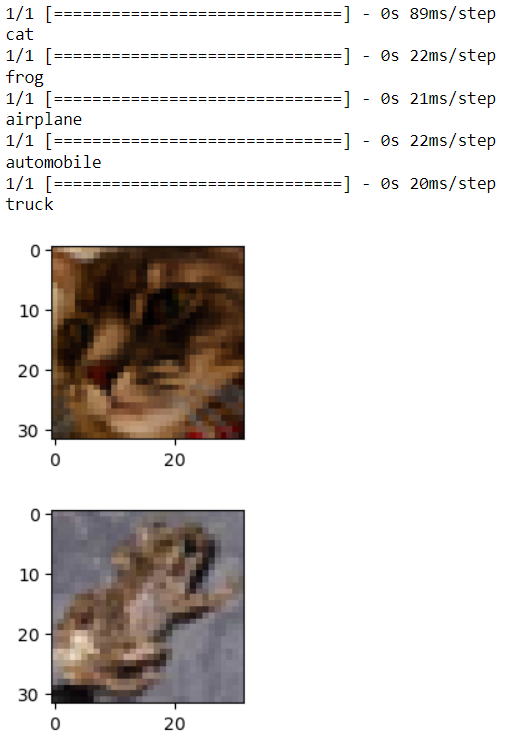 1/1 [==============================] - 0s 89ms/step
cat
1/1 [==============================] - 0s 22ms/step
frog
1/1 [==============================] - 0s 21ms/step
airplane
1/1 [==============================] - 0s 22ms/step
automobile
1/1 [==============================] - 0s 20ms/step
truck
0
10
20
30
0 20
0
10
20
30
0 20